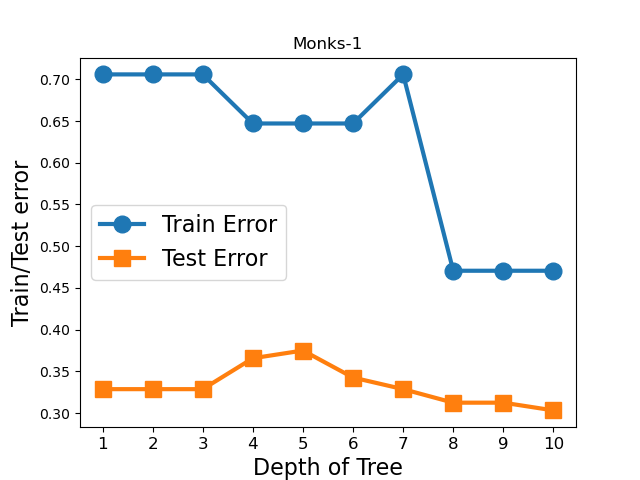 Monks-1
Train/Test error
0.70
0.65
0.60
0.55
0.50
0.45
0.40
0.35
0.30
Train Error
Test Error
1 2 3 4 5 6 7 8 9 10
Depth of Tree